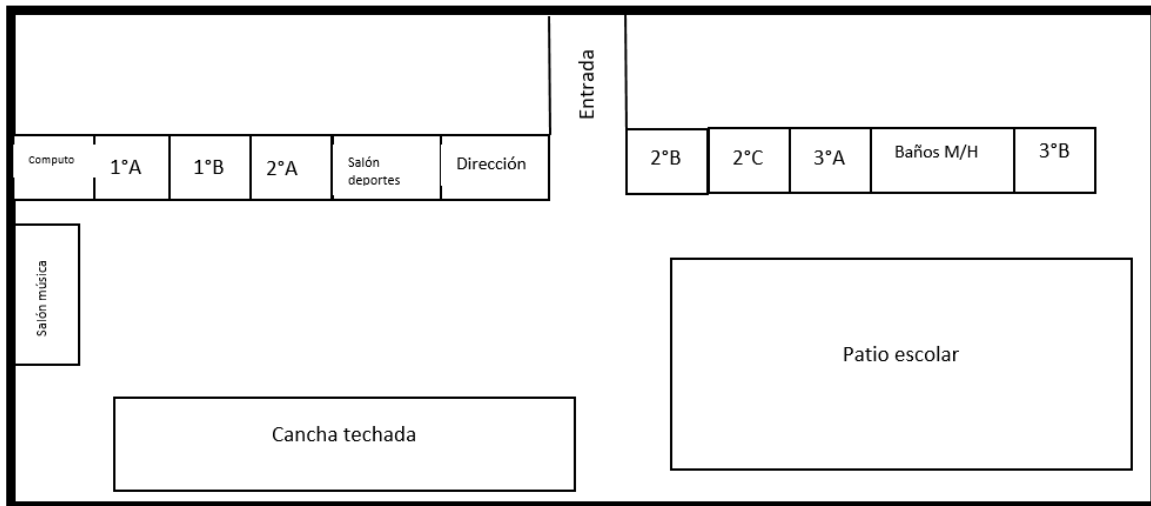 Entrada
Computo
1°A
1°B
2°A
Salón
deportes
Dirección
2°B
2°C
3°A
Baños M/H
3°B
Salón música
Patio escolar
Cancha techada